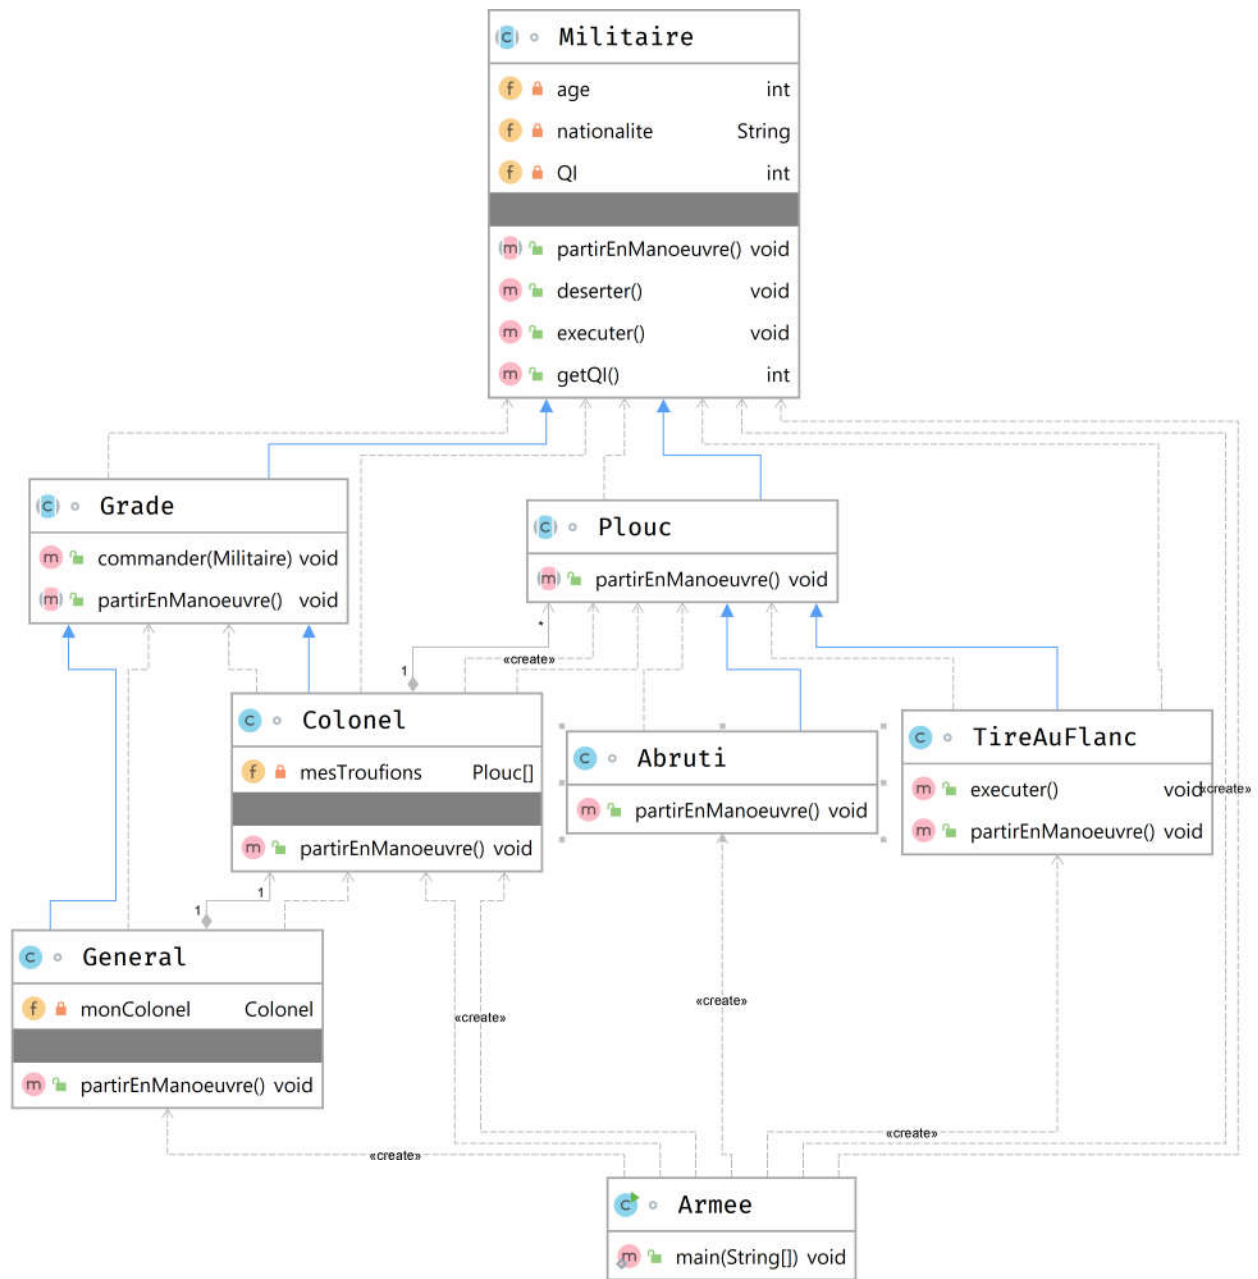 Militaire
age int
nationalite String
QI int
partirEnManoeuvre() void
deserter() void
executer() void
getQI() int
Grade
commander(Militaire) void
partirEnManoeuvre() void
Plouc
partirEnManoeuvre() void
*
1
«create»
Colonel
mesTroufions Plouc[]
partirEnManoeuvre() void
Abruti
partirEnManoeuvre() void
TireAuFlanc
executer() void
«create»
partirEnManoeuvre() void
1
1
General
monColonel Colonel
partirEnManoeuvre() void
«create»
«create»
«create»
«create»
Armee
main(String[]) void